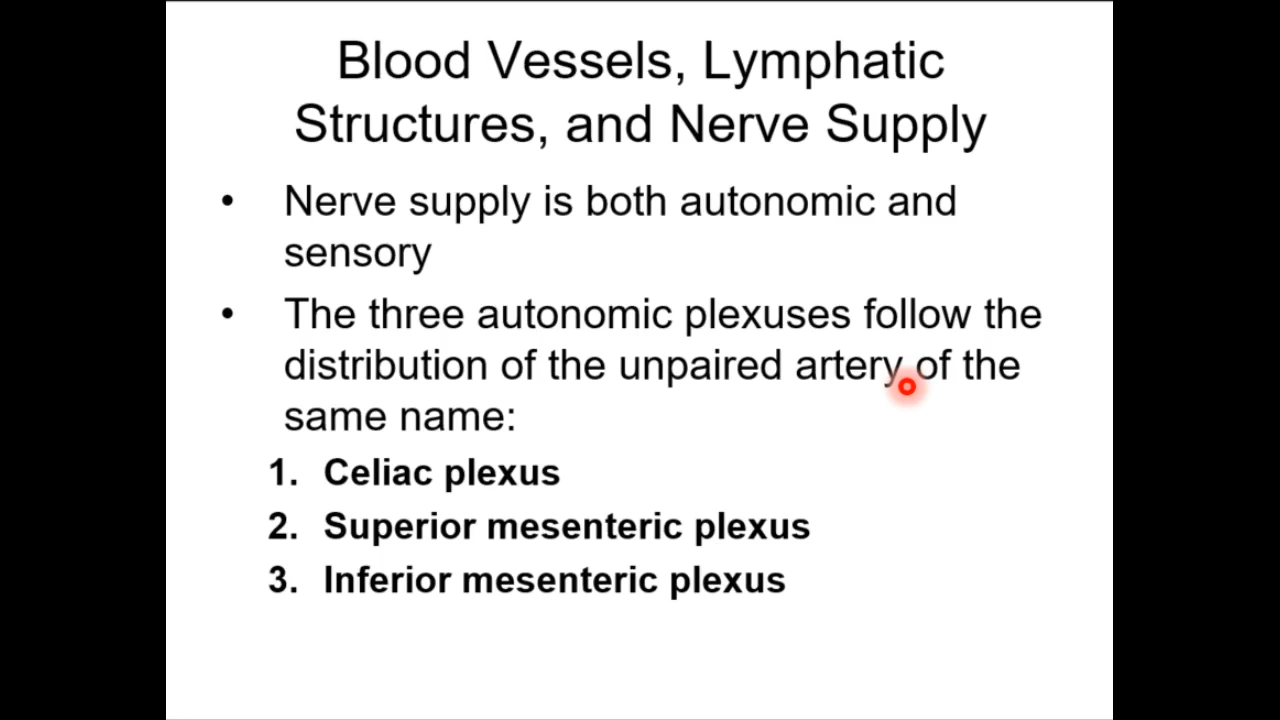 Blood Vessels, Lymphatic
Structures, and Nerve Supply
• Nerve supply is both autonomic and
sensory
• The three autonomic plexuses follow the
distribution of the unpaired artery of the
same name:
1. Celiac plexus
2. Superior mesenteric plexus
3. Inferior mesenteric plexus